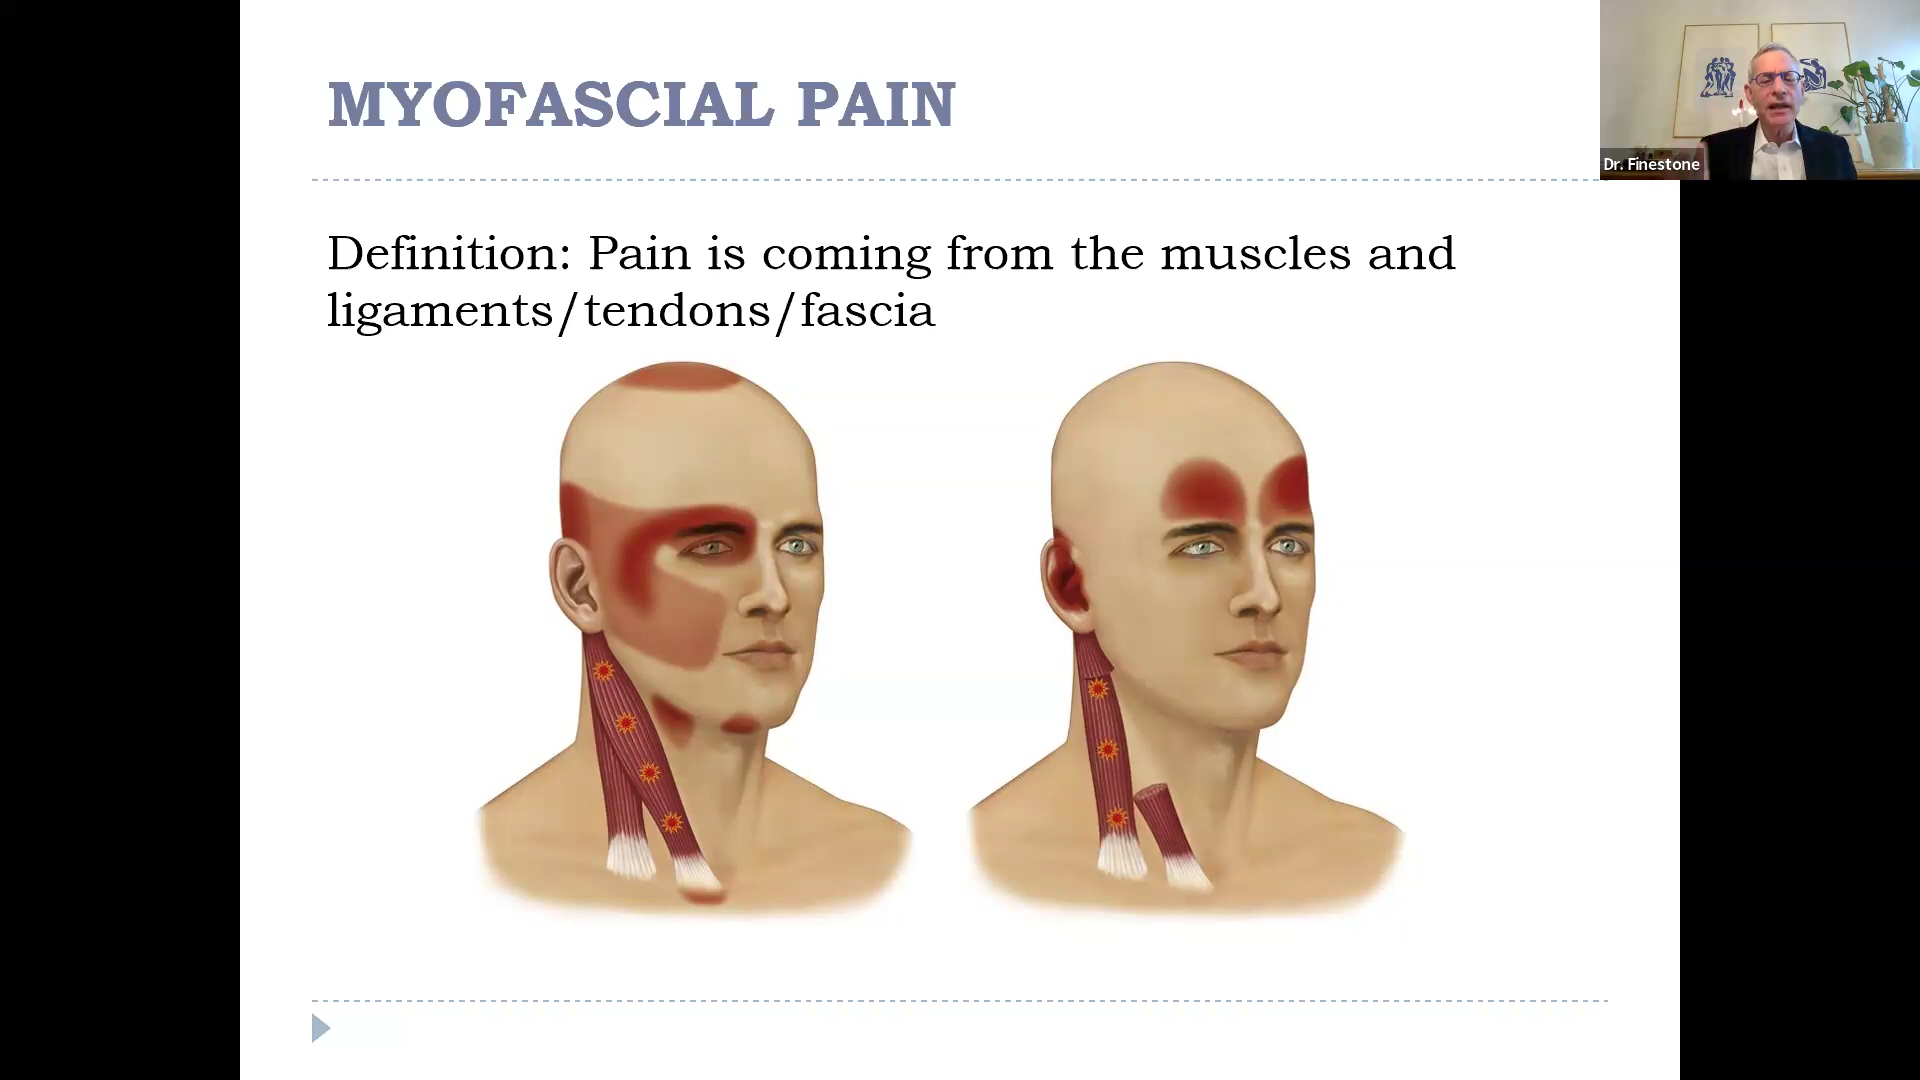 MYOFASCIAL PAIN
Dr. Finestone
Definition: Pain is coming from the muscles and
ligaments/tendons/fascia